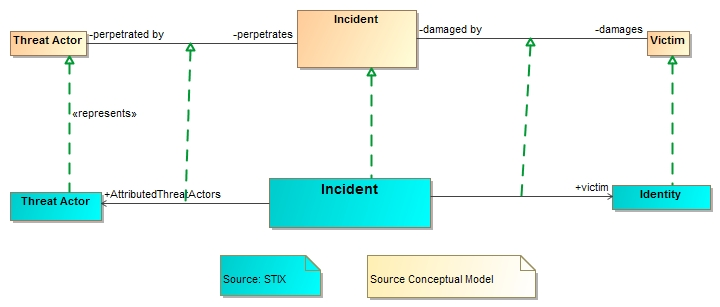 Threat Actor
-perpetrated by
-perpetrates
Incident
-damaged by
-damages
Victim
«represents»
Threat Actor
+AttributedThreatActors
Incident
+victim
Identity
Source: STIX
Source Conceptual Model